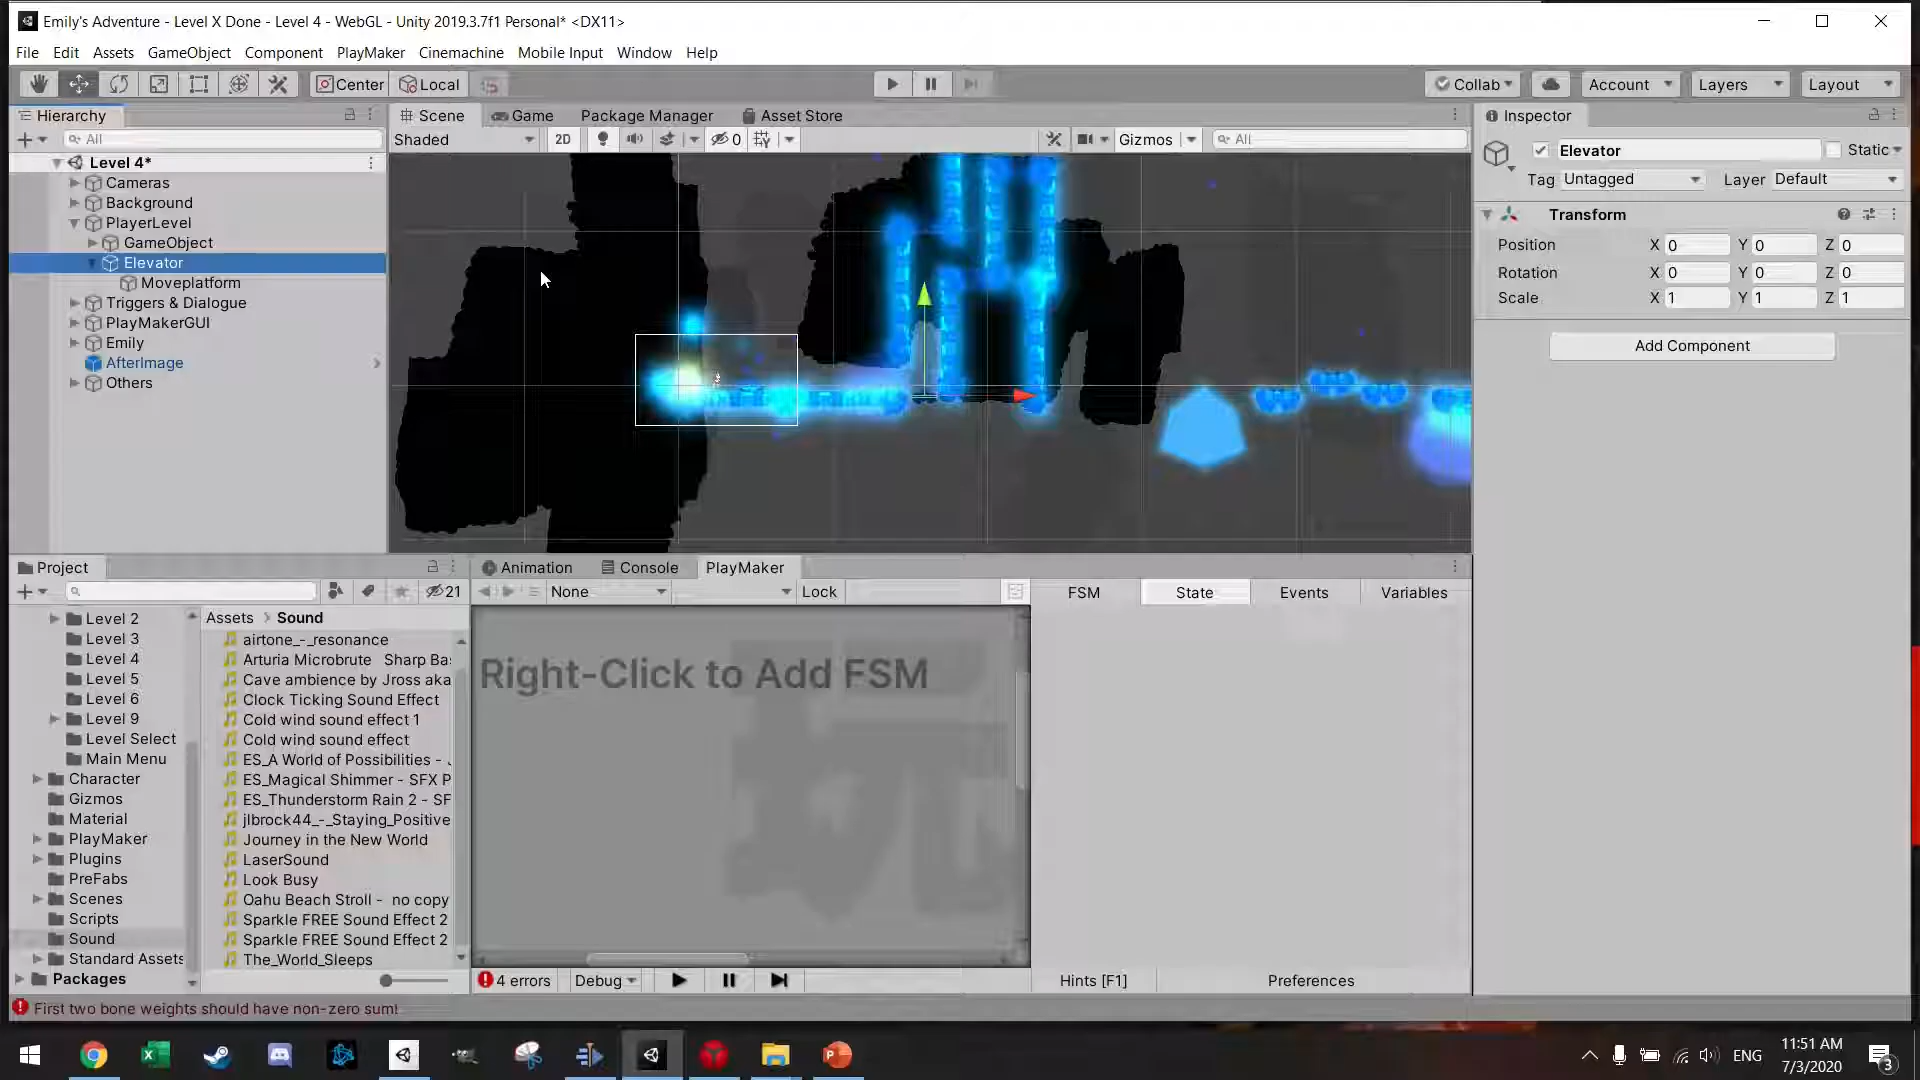 Emily's Adventure - Level X Done - Level 4 - WebGL - Unity 2019.3.7f1 Personal* <DX11>
File Edit Assets GameObject Component PlayMaker Cinemachine Mobile Input Window Help
Center Local Collab Account Layers Layout
Hierarchy
All
Level 4*
Cameras
Background
PlayerLevel
GameObject
Elevator
Moveplatform
Triggers & Dialogue
PlayMakerGUI
Emily
AfterImage
Others
Scene Game Package Manager Asset Store
Shaded 2D 0 Gizmos All
Inspector
Elevator Static
Tag Untagged Layer Default
Transform
Position X 0 Y 0 Z 0
Rotation X 0 Y 0 Z 0
Scale X 1 Y 1 Z 1
Add Component
Project
21
Level 2
Level 3
Level 4
Level 5
Level 6
Level 9
Level Select
Main Menu
Character
Gizmos
Material
PlayMaker
Plugins
PreFabs
Scenes
Scripts
Sound
Standard Assets
Packages
Assets > Sound
airtone_-_resonance
Arturia Microbrute Sharp Ba
Cave ambience by Jross aka
Clock Ticking Sound Effect
Cold wind sound effect 1
Cold wind sound effect
ES_A World of Possibilities -
ES_Magical Shimmer - SFX P
ES_Thunderstorm Rain 2 - SF
jlbrock44_-_Staying_Positive
Journey in the New World
LaserSound
Look Busy
Oahu Beach Stroll - no copy
Sparkle FREE Sound Effect 2
Sparkle FREE Sound Effect 2
The_World_Sleeps
Animation Console PlayMaker
None Lock
Right-Click to Add FSM
FSM State Events Variables
4 errors Debug Hints [F1] Preferences
First two bone weights should have non-zero sum!
ENG
11:51 AM
7/3/2020
3